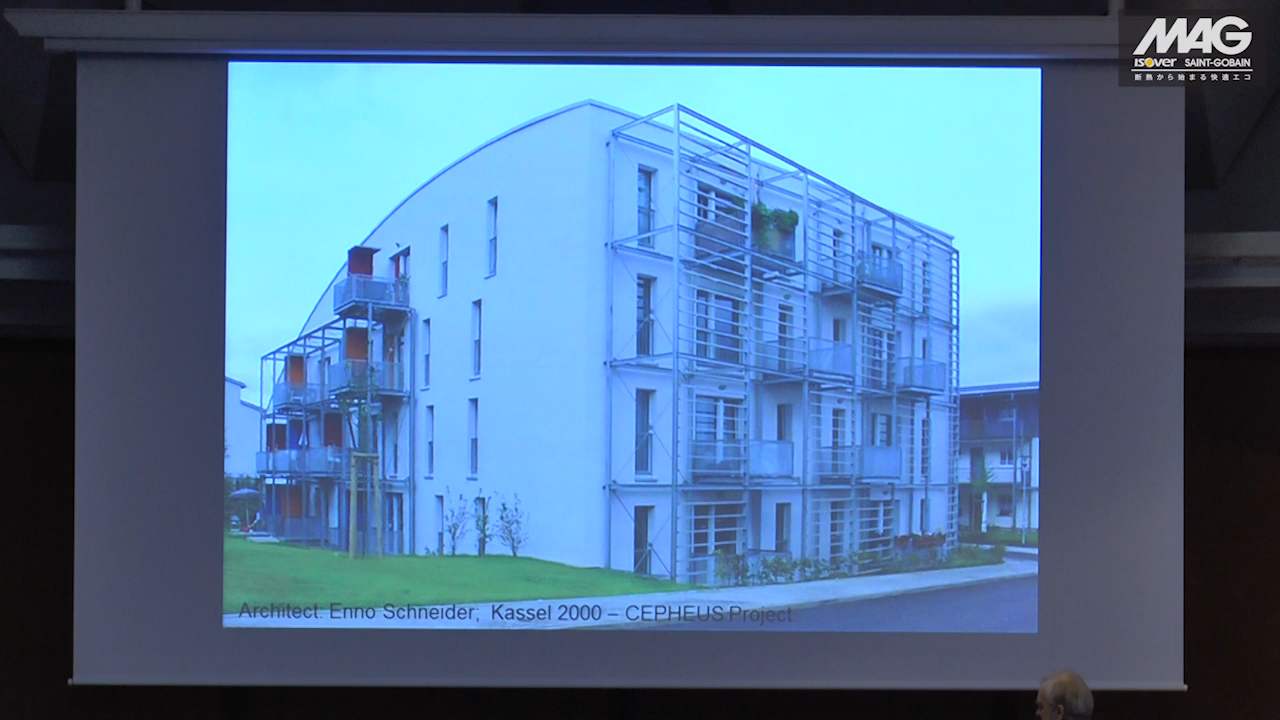 MAG
isover SAINT-GOBAIN
断熱から始まる快適エコ
Architect: Enno Schneider; Kassel 2000 – CEPHEUS Project